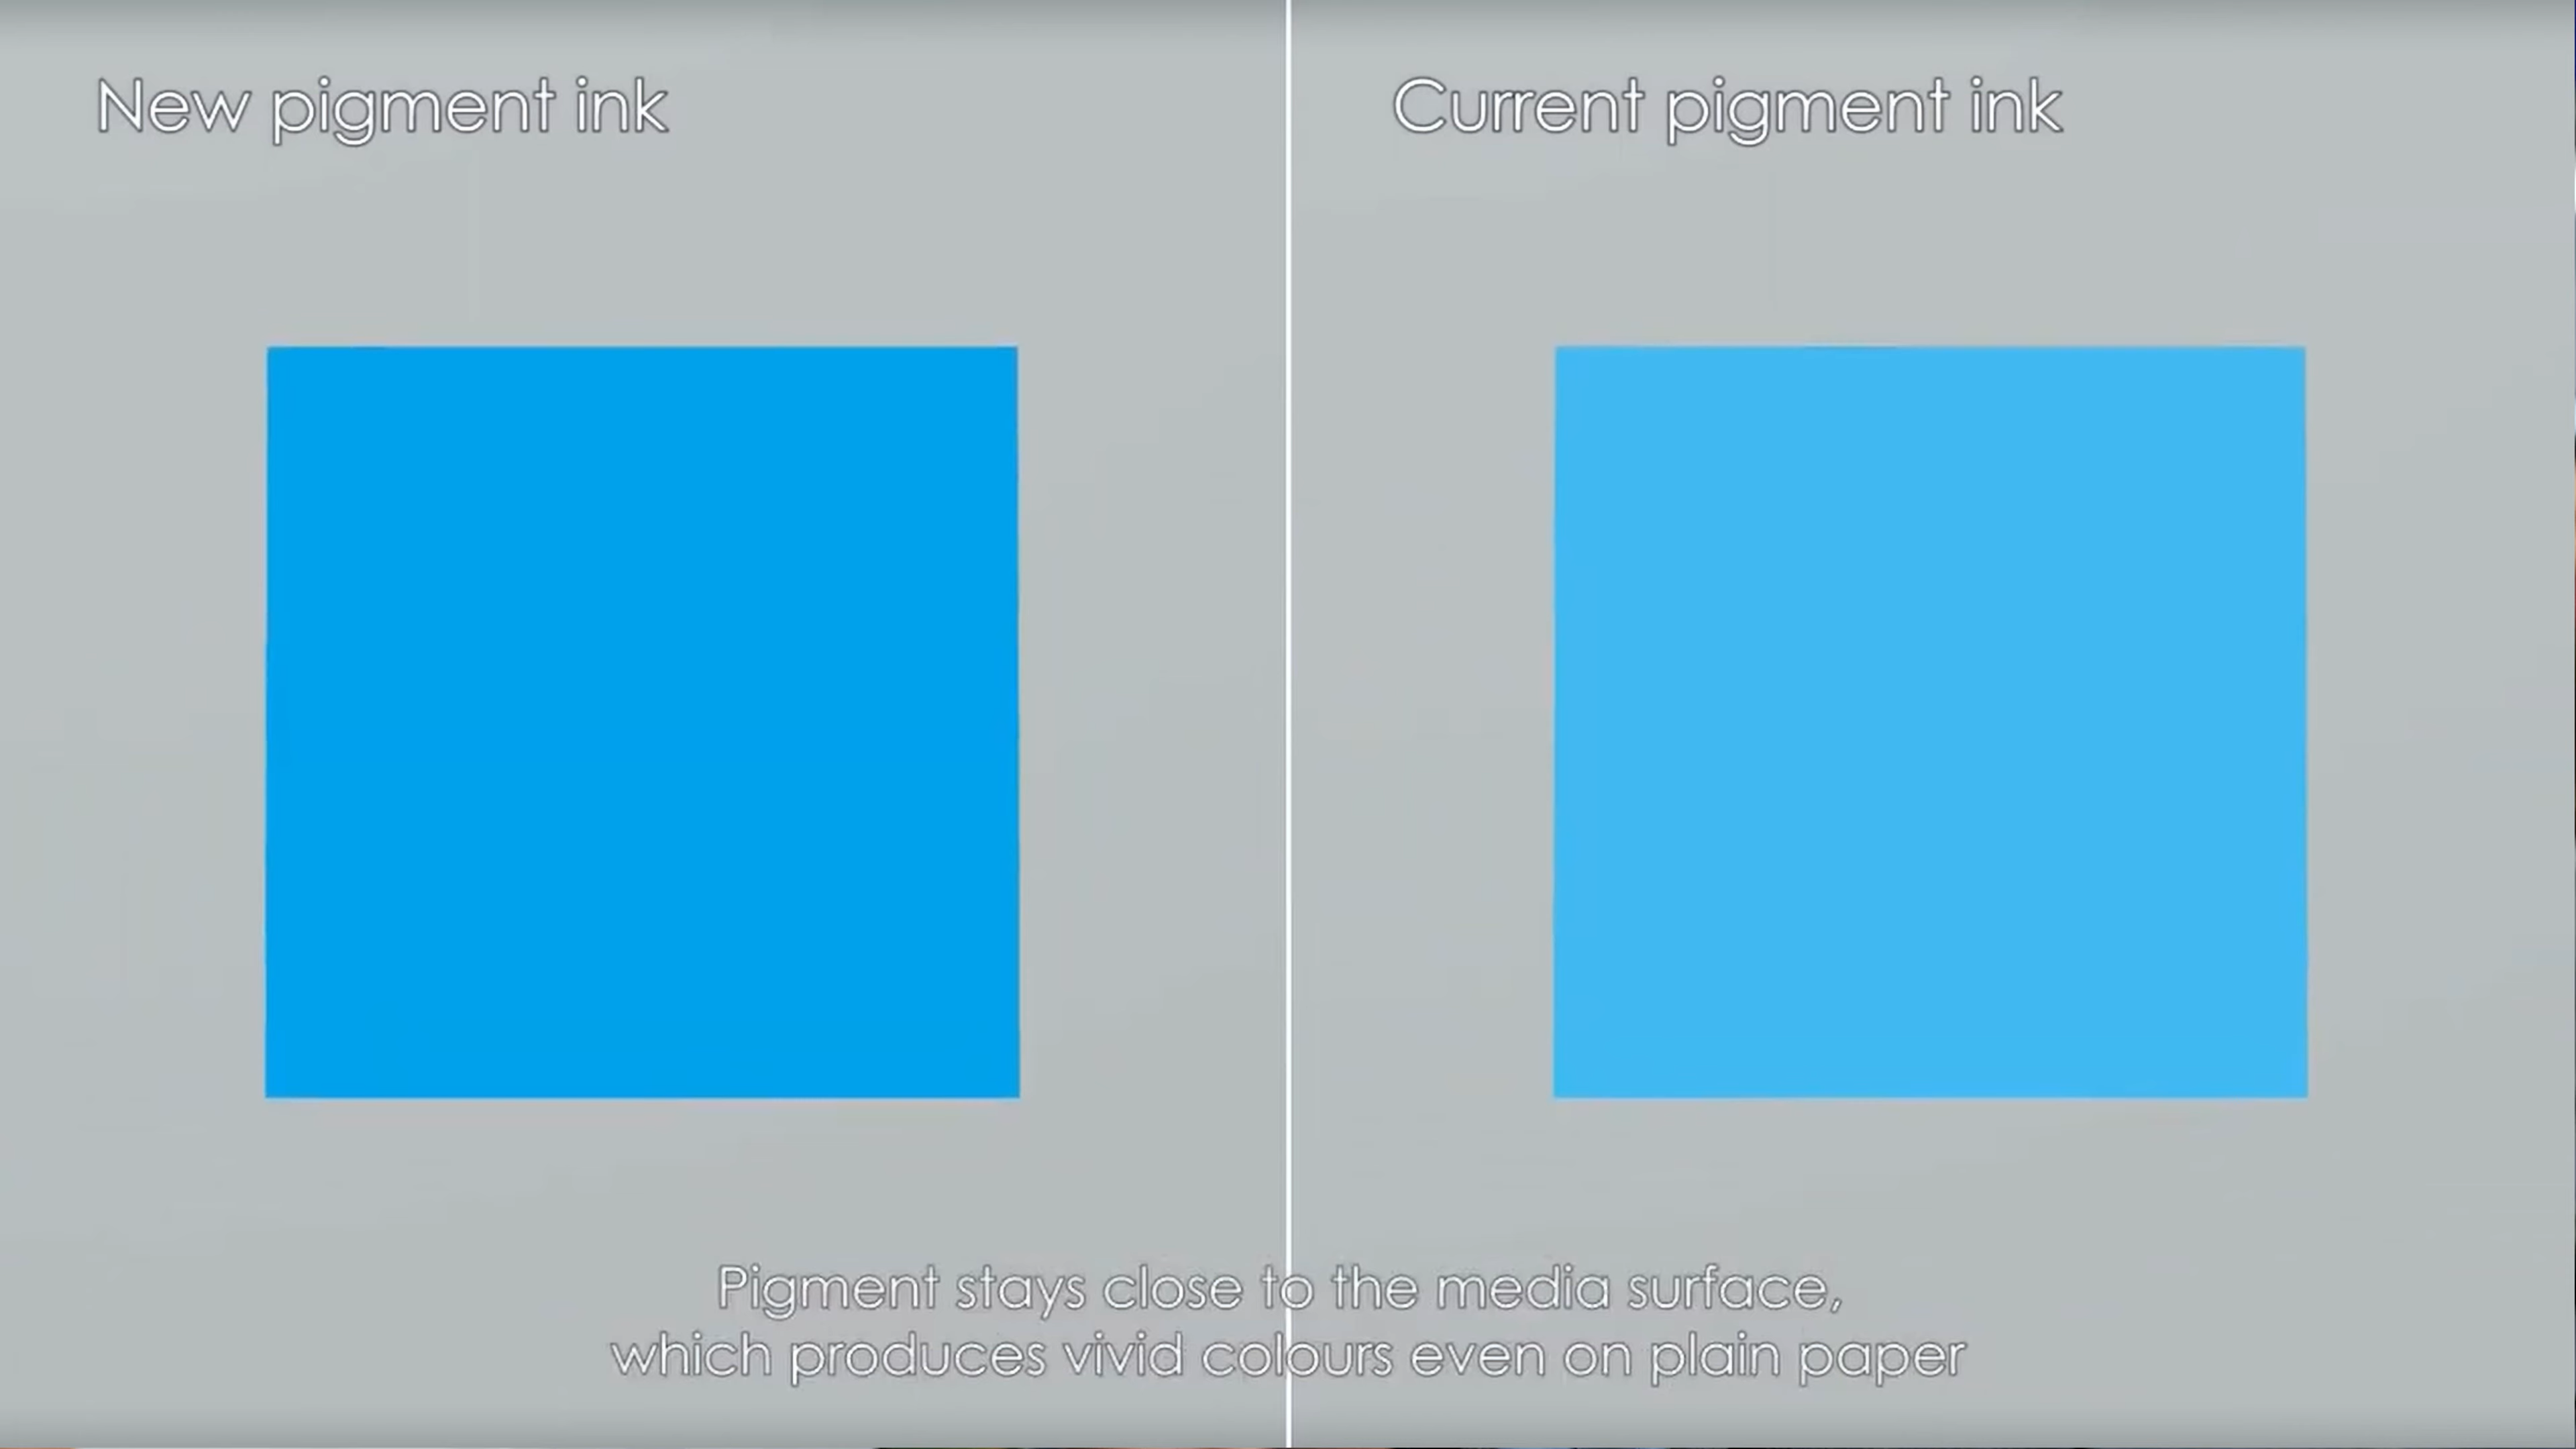 New pigment ink
Current pigment ink
Pigment stays close to the media surface,
which produces vivid colours even on plain paper